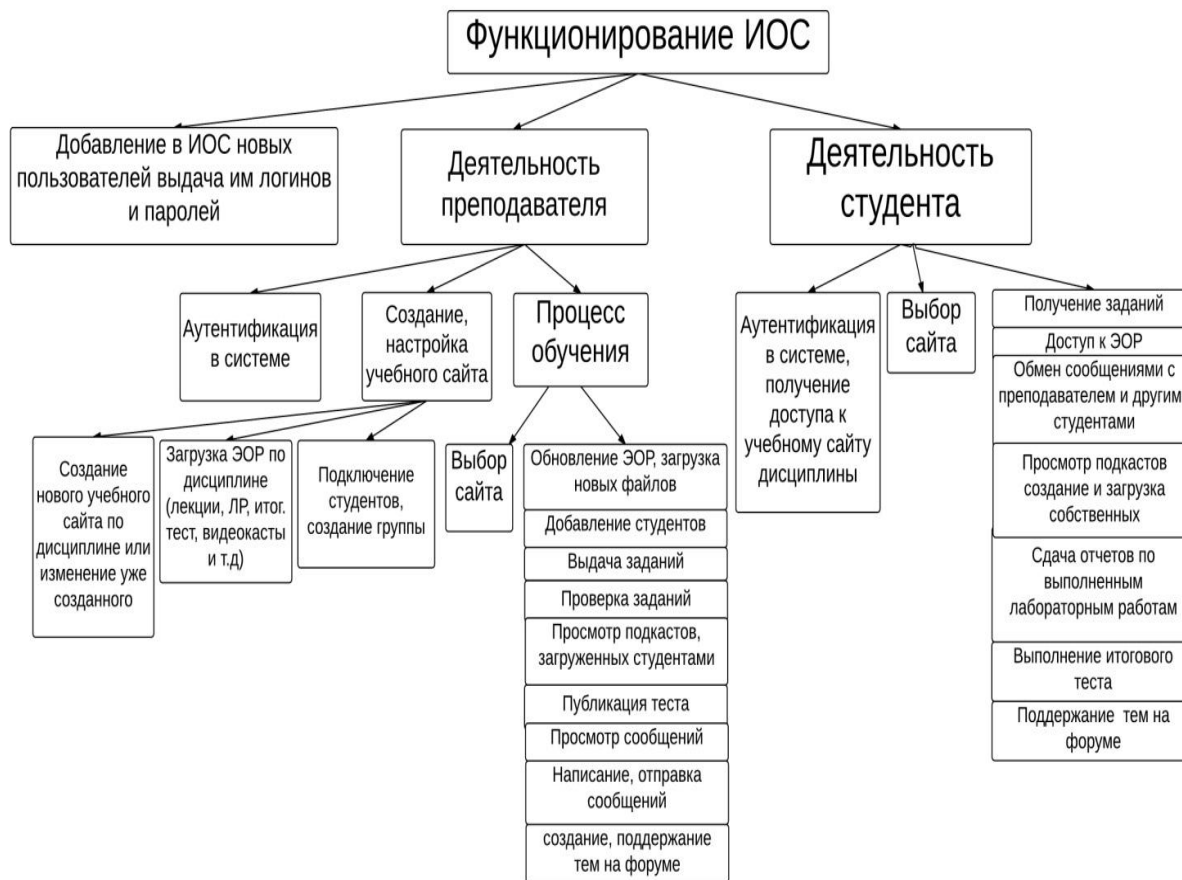 Функционирование ИОС
Добавление в ИОС новых
пользователей выдача им логинов
и паролей
Деятельность
преподавателя
Деятельность
студента
Аутентификация
в системе
Создание,
настройка
учебного сайта
Процесс
обучения
Аутентификация
в системе,
получение
доступа к
учебному сайту
дисциплины
Выбор
сайта
Получение заданий
Доступ к ЭОР
Обмен сообщениями с
преподавателем и другим
студентами
Просмотр подкастов
создание и загрузка
собственных
Сдача отчетов по
выполненным
лабораторным работам
Выполнение итогового
теста
Поддержание тем на
форуме
Создание
нового учебного
сайта по
дисциплине или
изменение уже
созданного
Загрузка ЭОР по
дисциплине
(лекции, ЛР, итог.
тест, видеокасты
и т.д)
Подключение
студентов,
создание группы
Выбор
сайта
Обновление ЭОР, загрузка
новых файлов
Добавление студентов
Выдача заданий
Проверка заданий
Просмотр подкастов,
загруженных студентами
Публикация теста
Просмотр сообщений
Написание, отправка
сообщений
создание, поддержание
тем на форуме